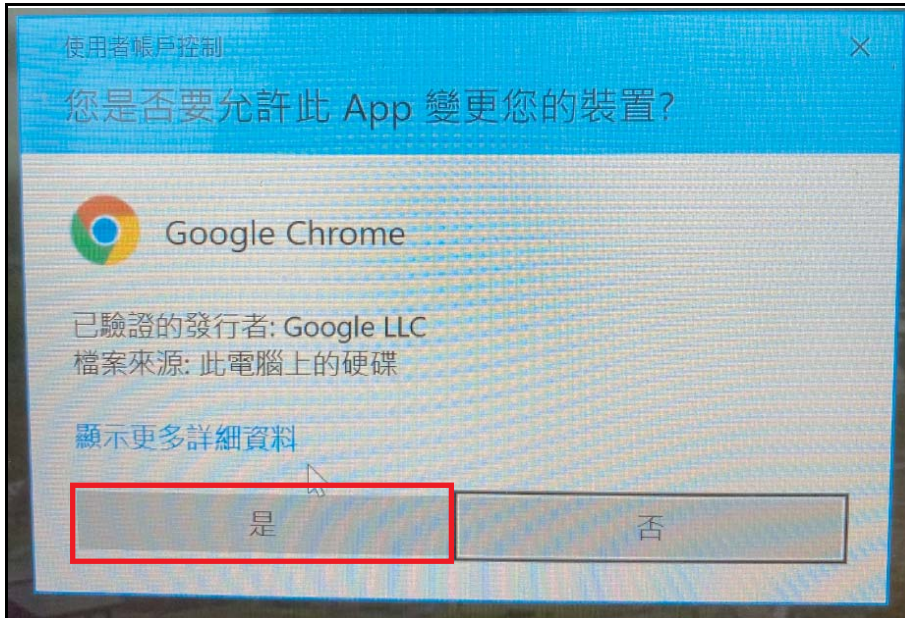 使用者帳戶控制
您是否要允許此 App 變更您的裝置?
Google Chrome
已驗證的發行者: Google LLC
檔案來源: 此電腦上的硬碟
顯示更多詳細資料
是
否